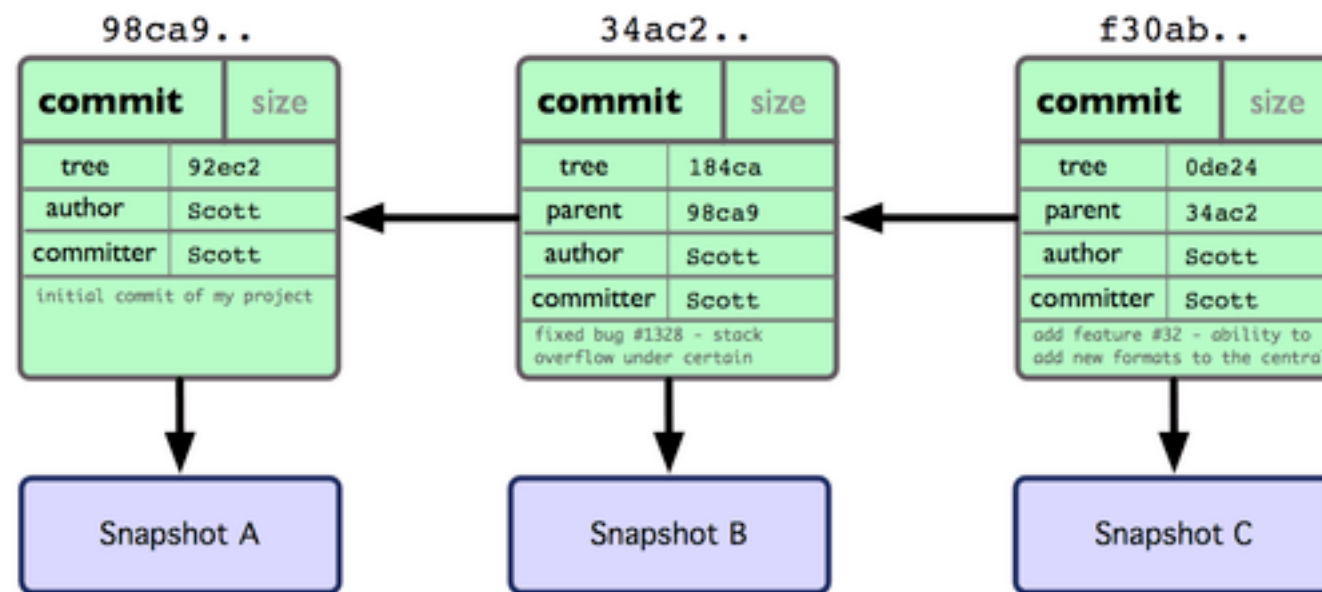 98ca9..
34ac2..
f30ab..
commit size
tree 92ec2
author Scott
committer Scott
initial commit of my project
commit size
tree 184ca
parent 98ca9
author Scott
committer Scott
fixed bug #1328 - stack
overflow under certain
commit size
tree 0de24
parent 34ac2
author Scott
committer Scott
add feature #32 - ability to
add new formats to the central
Snapshot A
Snapshot B
Snapshot C